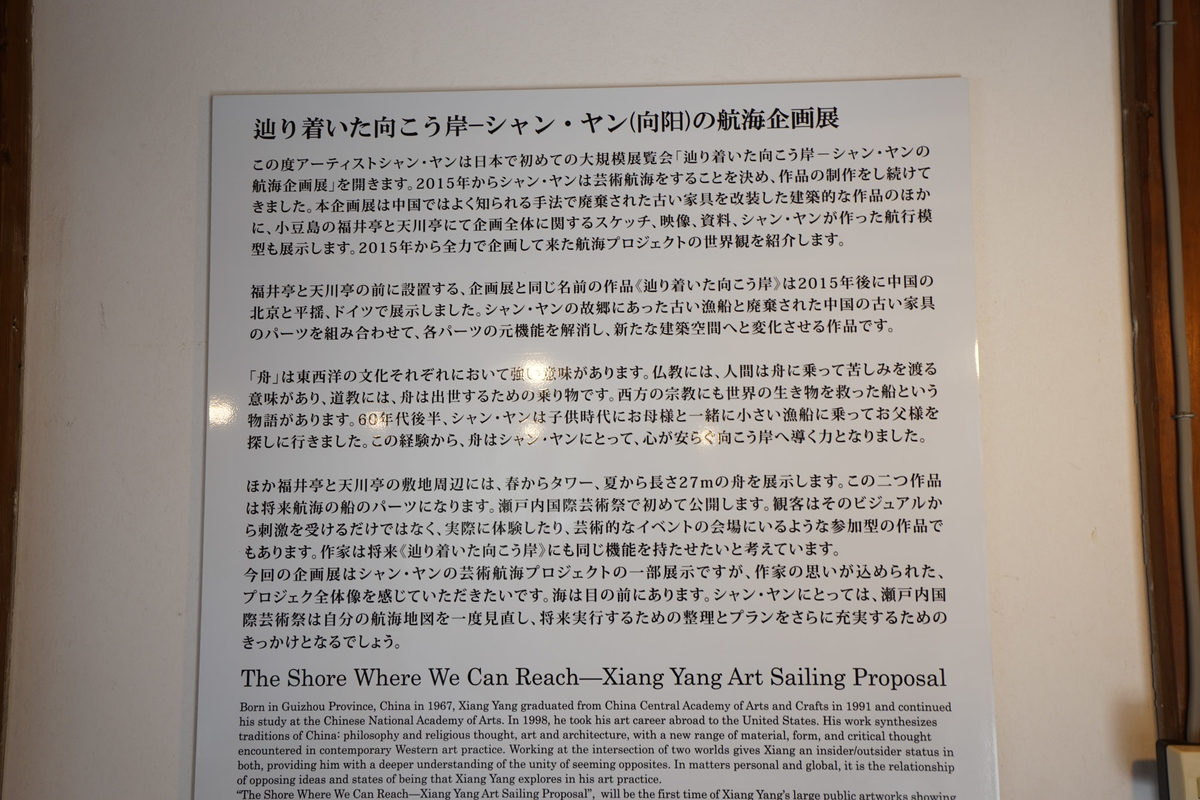 辿り着いた向こう岸−シャン・ヤン(向阳)の航海企画展
この度アーティストシャン・ヤンは日本で初めての大規模展覧会「辿り着いた向こう岸－シャン・ヤンの
航海企画展」を開きます。2015年からシャン・ヤンは芸術航海をすることを決め、作品の制作をし続けて
きました。本企画展は中国ではよく知られる手法で廃棄された古い家具を改装した建築的な作品のほか
に、小豆島の福井亭と天川亭にて企画全体に関するスケッチ、映像、資料、シャン・ヤンが作った航行模
型も展示します。2015年から全力で企画して来た航海プロジェクトの世界観を紹介します。
福井亭と天川亭の前に設置する、企画展と同じ名前の作品《辿り着いた向こう岸》は2015年後に中国の
北京と平揺、ドイツで展示しました。シャン・ヤンの故郷にあった古い漁船と廃棄された中国の古い家具
のパーツを組み合わせて、各パーツの元機能を解消し、新たな建築空間へと変化させる作品です。
「舟」は東西洋の文化それぞれにおいて強い意味があります。仏教には、人間は舟に乗って苦しみを渡る
意味があり、道教には、舟は出世するための乗り物です。西方の宗教にも世界の生き物を救った船という
物語があります。60年代後半、シャン・ヤンは子供時代にお母様と一緒に小さい漁船に乗ってお父様を
探しに行きました。この経験から、舟はシャン・ヤンにとって、心が安らぐ向こう岸へ導く力となりました。
ほか福井亭と天川亭の敷地周辺には、春からタワー、夏から長さ27mの舟を展示します。この二つ作品
は将来航海の船のパーツになります。瀬戸内国際芸術祭で初めて公開します。観客はそのビジュアルか
ら刺激を受けるだけではなく、実際に体験したり、芸術的なイベントの会場にいるような参加型の作品で
もあります。作家は将来《辿り着いた向こう岸》にも同じ機能を持たせたいと考えています。
今回の企画展はシャン・ヤンの芸術航海プロジェクトの一部展示ですが、作家の思いが込められた、
プロジェク全体像を感じていただきたいです。海は目の前にあります。シャン・ヤンにとっては、瀬戸内国
際芸術祭は自分の航海地図を一度見直し、将来実行するための整理とプランをさらに充実するための
きっかけとなるでしょう。
The Shore Where We Can Reach—Xiang Yang Art Sailing Proposal
Born in Guizhou Province, China in 1967, Xiang Yang graduated from China Central Academy of Arts and Crafts in 1991 and continued
his study at the Chinese National Academy of Arts. In 1998, he took his art career abroad to the United States. His work synthesizes
traditions of China: philosophy and religious thought, art and architecture, with a new range of material, form, and critical thought
encountered in contemporary Western art practice. Working at the intersection of two worlds gives Xiang an insider/outsider status in
both, providing him with a deeper understanding of the unity of seeming opposites. In matters personal and global, it is the relationship
of opposing ideas and states of being that Xiang Yang explores in his art practice.
"The Shore Where We Can Reach—Xiang Yang Art Sailing Proposal", will be the first time of Xiang Yang's large public artworks showing